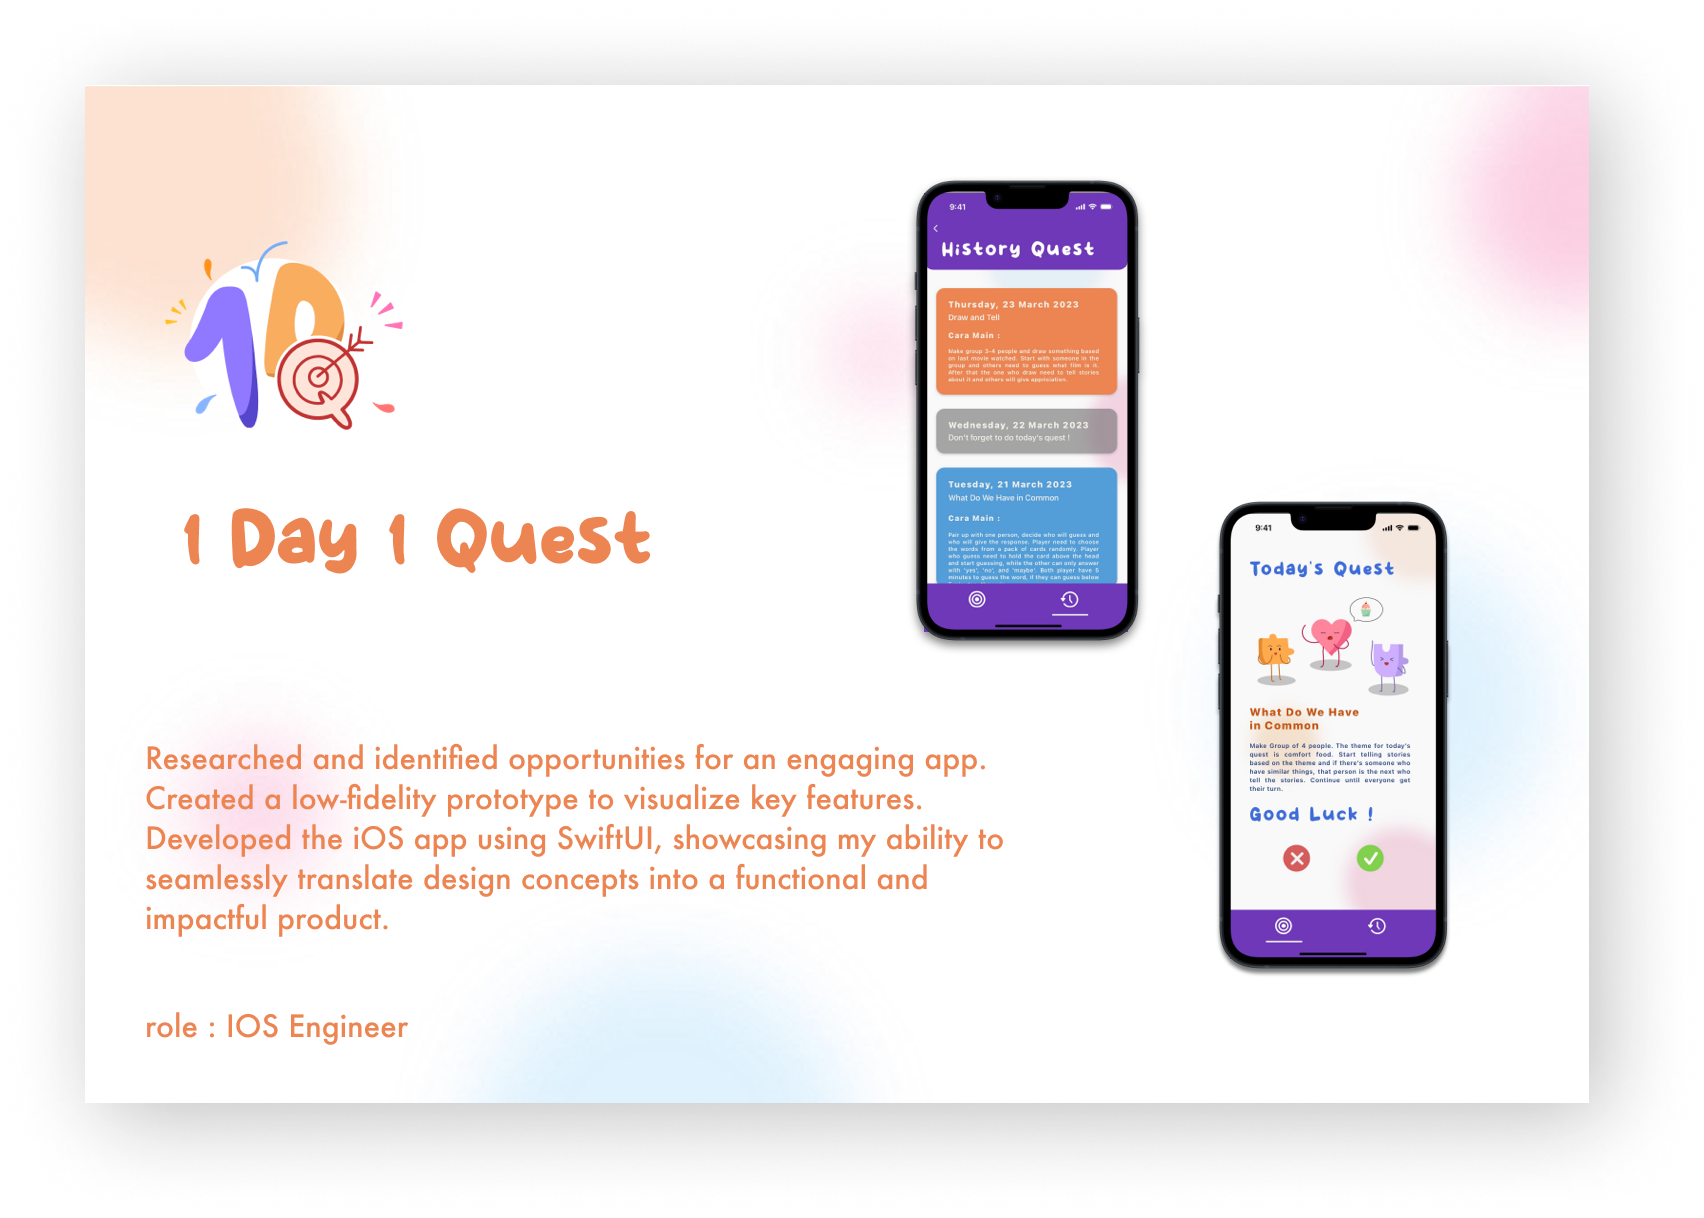 1D
Q
1 Day 1 Quest
Researched and identified opportunities for an engaging app.
Created a low-fidelity prototype to visualize key features.
Developed the iOS app using SwiftUI, showcasing my ability to
seamlessly translate design concepts into a functional and
impactful product.
role : IOS Engineer
9:41
History Quest
Thursday, 23 March 2023
Draw and Tell
Cara Main :
Make group 3-4 people and draw something based
on last movie watched. Start with someone in the
group and others need to guess what film is it.
After that the one who draw need to tell stories
about it and others will give appriciation.
Wednesday, 22 March 2023
Don't forget to do today's quest !
Tuesday, 21 March 2023
What Do We Have in Common
Cara Main :
Pair up with one person, decide who will guess and
who will give the response. Player need to choose
the words from a pack of cards randomly. Player
who guess need to hold the card above the head
and start guessing, while the other can only answer
with 'yes', 'no', and 'maybe'. Both player have 5
minutes to guess the word, if they can guess below
9:41
Today's Quest
What Do We Have
in Common
Make Group of 4 people. The theme for today's
quest is comfort food. Start telling stories
based on the theme and if there's someone who
have similar things, that person is the next who
tell the stories. Continue until everyone get
their turn.
Good Luck !